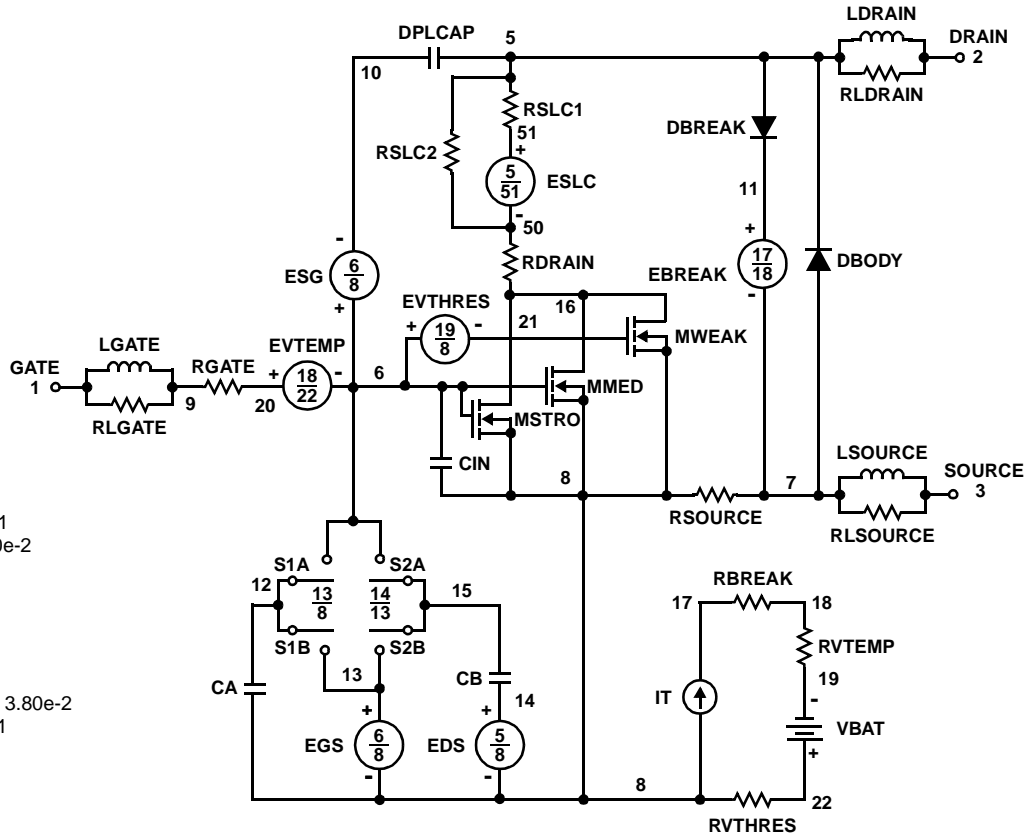 LDRAIN
DPLCAP 5 DRAIN
10 2
RLDRAIN
RSLC1
DBREAK
51
RSLC2 +
5
51 ESLC
11
- 50
- +
6
8 17
18
ESG RDRAIN EBREAK DBODY
+ EVTHRES -
16
+ 19
8 - 21
MWEAK
LGATE EVTEMP
GATE RGATE + 18
22 - 6
1 MMED
9 20
RLGATE MSTRO
LSOURCE
CIN 8 7 SOURCE
3
RSOURCE
RLSOURCE
1
0e-2
S1A S2A
12 13
8 14
13 15 RBREAK
17 18
S1B S2B RVTEMP
13 CB 19
CA 14 IT -
3.80e-2
1 + + VBAT
EGS 6
8 EDS 5
8 +
- - 8
22
RVTHRES